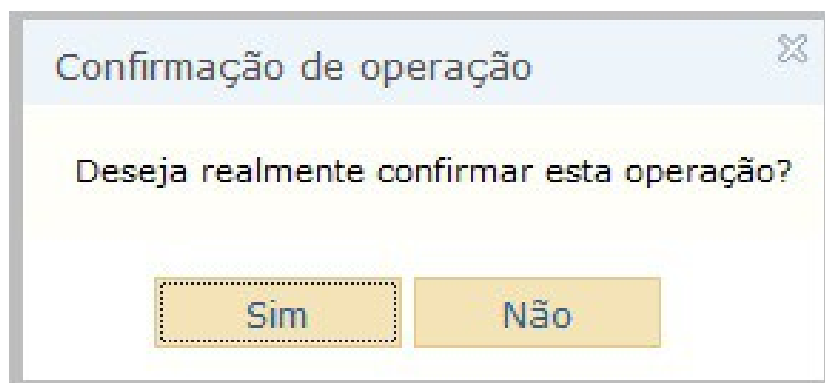 Confirmação de operação
Deseja realmente confirmar esta operação?
Sim Não